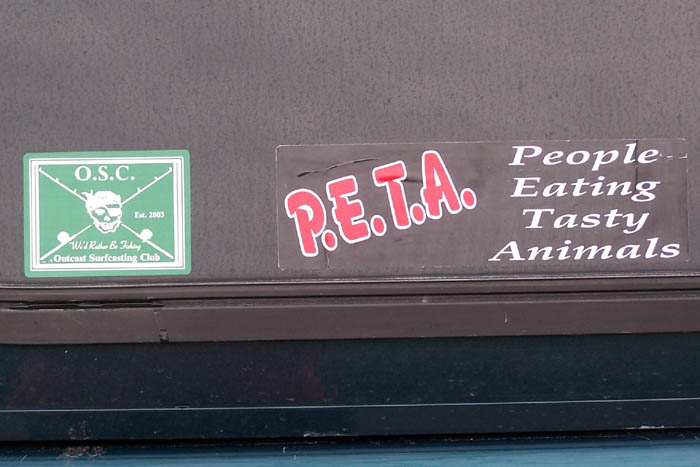 O.S.C.
Est. 2003
We'd Rather Be Fishing
Outcast Surfcasting Club
P.E.T.A.
People
Eating
Tasty
Animals